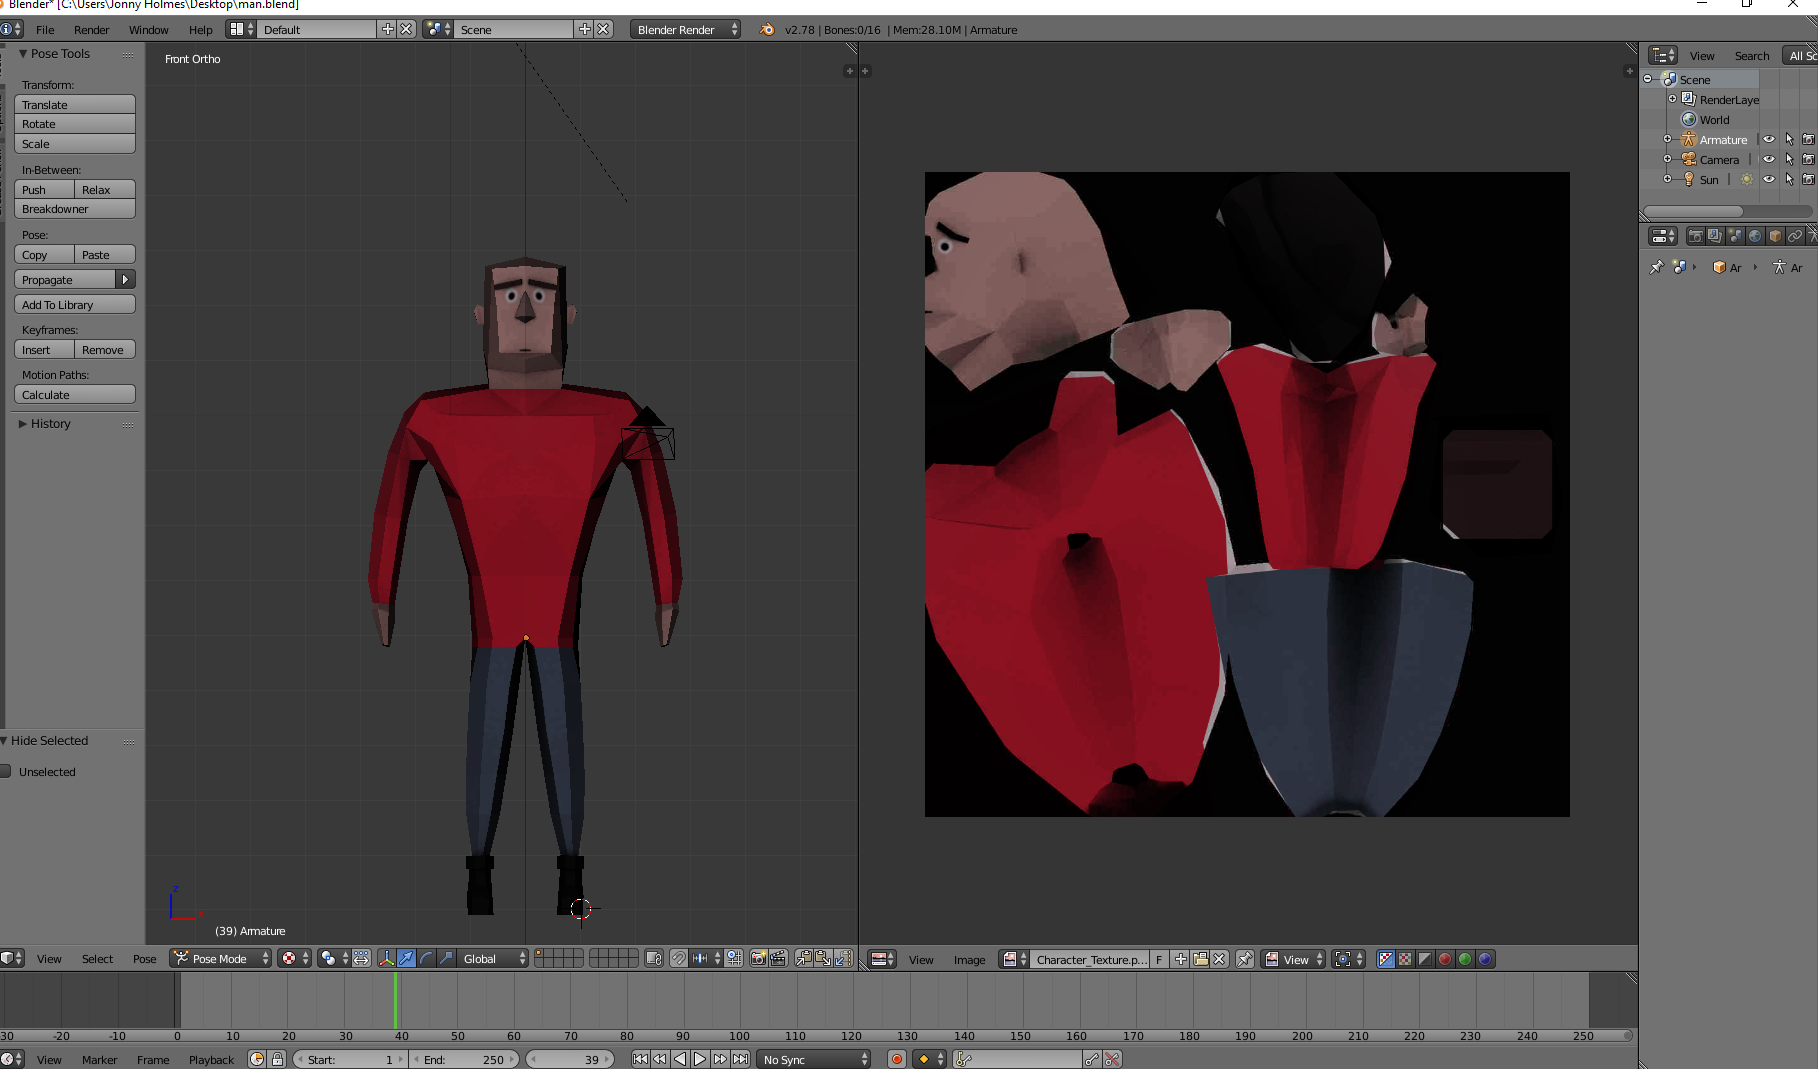 Blender* [C:\Users\Jonny Holmes\Desktop\man.blend]
File Render Window Help Default Scene Blender Render v2.78 | Bones:0/16 | Mem:28.10M | Armature
Pose Tools
Transform:
Translate
Rotate
Scale
In-Between:
Push Relax
Breakdowner
Pose:
Copy Paste
Propagate
Add To Library
Keyframes:
Insert Remove
Motion Paths:
Calculate
History
Hide Selected
Unselected
Front Ortho
z
x
(39) Armature
View Select Pose Pose Mode Global
View Image Character_Texture.p... F View
View Search All Sc
Scene
RenderLaye
World
Armature
Camera
Sun
Ar Ar
-30 -20 -10 0 10 20 30 40 50 60 70 80 90 100 110 120 130 140 150 160 170 180 190 200 210 220 230 240 250
View Marker Frame Playback Start: 1 End: 250 39 No Sync